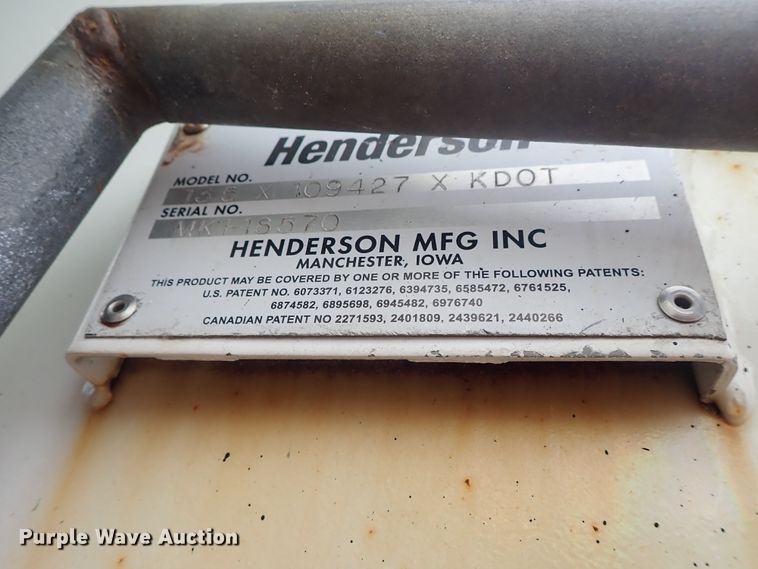 Henderson
MODEL NO.
X 109427 X KDOT
SERIAL NO.
HENDERSON MFG INC
MANCHESTER, IOWA
THIS PRODUCT MAY BE COVERED BY ONE OR MORE OF THE FOLLOWING PATENTS:
U.S. PATENT NO. 6073371, 6123276, 6394735, 6585472, 6761525,
6874582, 6895698, 6945482, 6976740
CANADIAN PATENT NO 2271593, 2401809, 2439621, 2440266
Purple Wave Auction